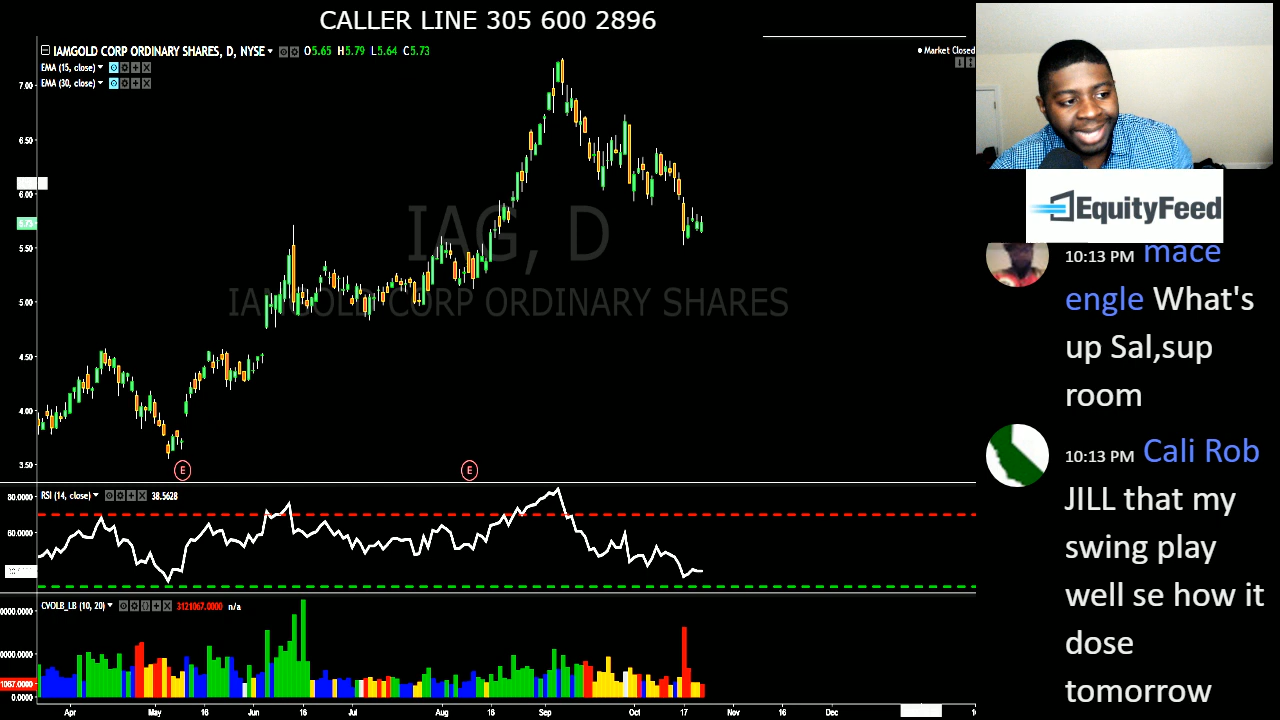 CALLER LINE 305 600 2896
IAMGOLD CORP ORDINARY SHARES, D, NYSE
O5.65 H5.79 L5.64 C5.73
Market Closed
EMA (15, close)
EMA (30, close)
7.00
6.50
6.00
5.73
5.50
5.00
4.50
4.00
3.50
IAG, D
IAMGOLD CORP ORDINARY SHARES
E
E
RSI (14, close) 38.5628
80.0000
60.0000
CVOLB_LB (10, 20) 3121067.0000 n/a
0.0000
Apr May 16 Jun 16 Jul Aug 16 Sep Oct 17 Nov Dec
EquityFeed
10:13 PM mace
engle What's
up Sal,sup
room
10:13 PM Cali Rob
JILL that my
swing play
well se how it
dose
tomorrow